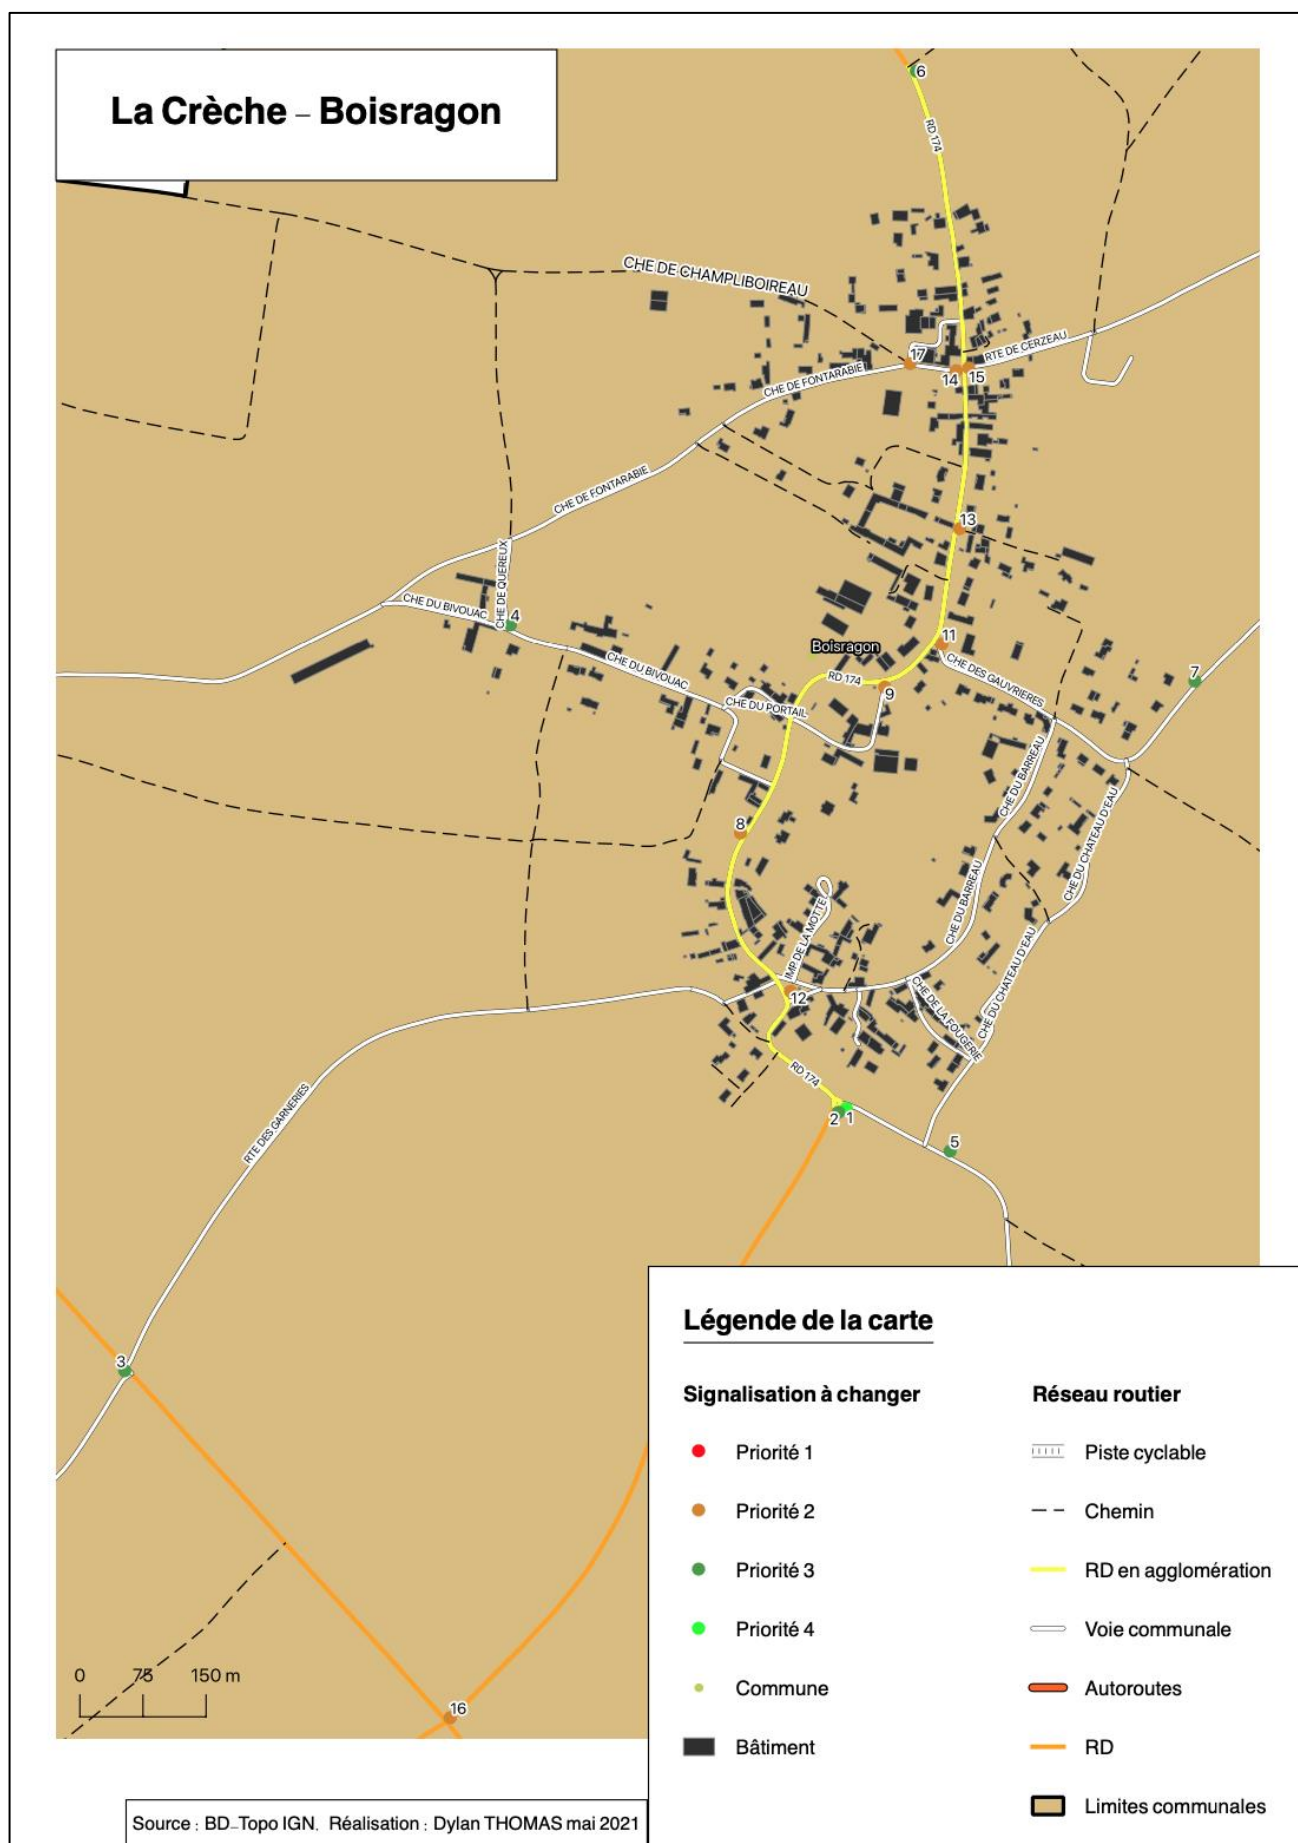 La Crèche – Boisragon
6
RD 174
CHE DE CHAMPLIBOIREAU
17
RTE DE CERZEAU
14
15
CHE DE FONTARABIE
CHE DE FONTARABIE
13
CHE DE QUEREUX
CHE DU BIVOUAC
4
11
Boisragon
CHE DU BIVOUAC
CHE DES GAUVRIERES
7
RD 174
9
CHE DU PORTAIL
CHE DU BARREAU
8
CHE DU CHATEAU D'EAU
CHE DU BARREAU
IMP. DE LA MOTTE
CHE DU CHATEAU D'EAU
12
CHE DE LA FOUGERIE
RD 174
RTE DES GARNERIES
2
1
5
3
Légende de la carte
Signalisation à changer
Réseau routier
Priorité 1
Piste cyclable
Priorité 2
Chemin
Priorité 3
RD en agglomération
Priorité 4
Voie communale
0 75 150 m
Commune
Autoroutes
16
Bâtiment
RD
Limites communales
Source : BD_Topo IGN. Réalisation : Dylan THOMAS mai 2021